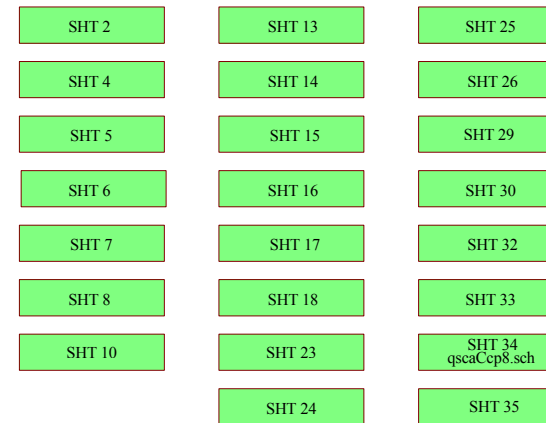 SHT 2
SHT 4
SHT 5
SHT 6
SHT 7
SHT 8
SHT 10
SHT 13
SHT 14
SHT 15
SHT 16
SHT 17
SHT 18
SHT 23
SHT 24
SHT 25
SHT 26
SHT 29
SHT 30
SHT 32
SHT 33
SHT 34
qscaCcp8.sch
SHT 35